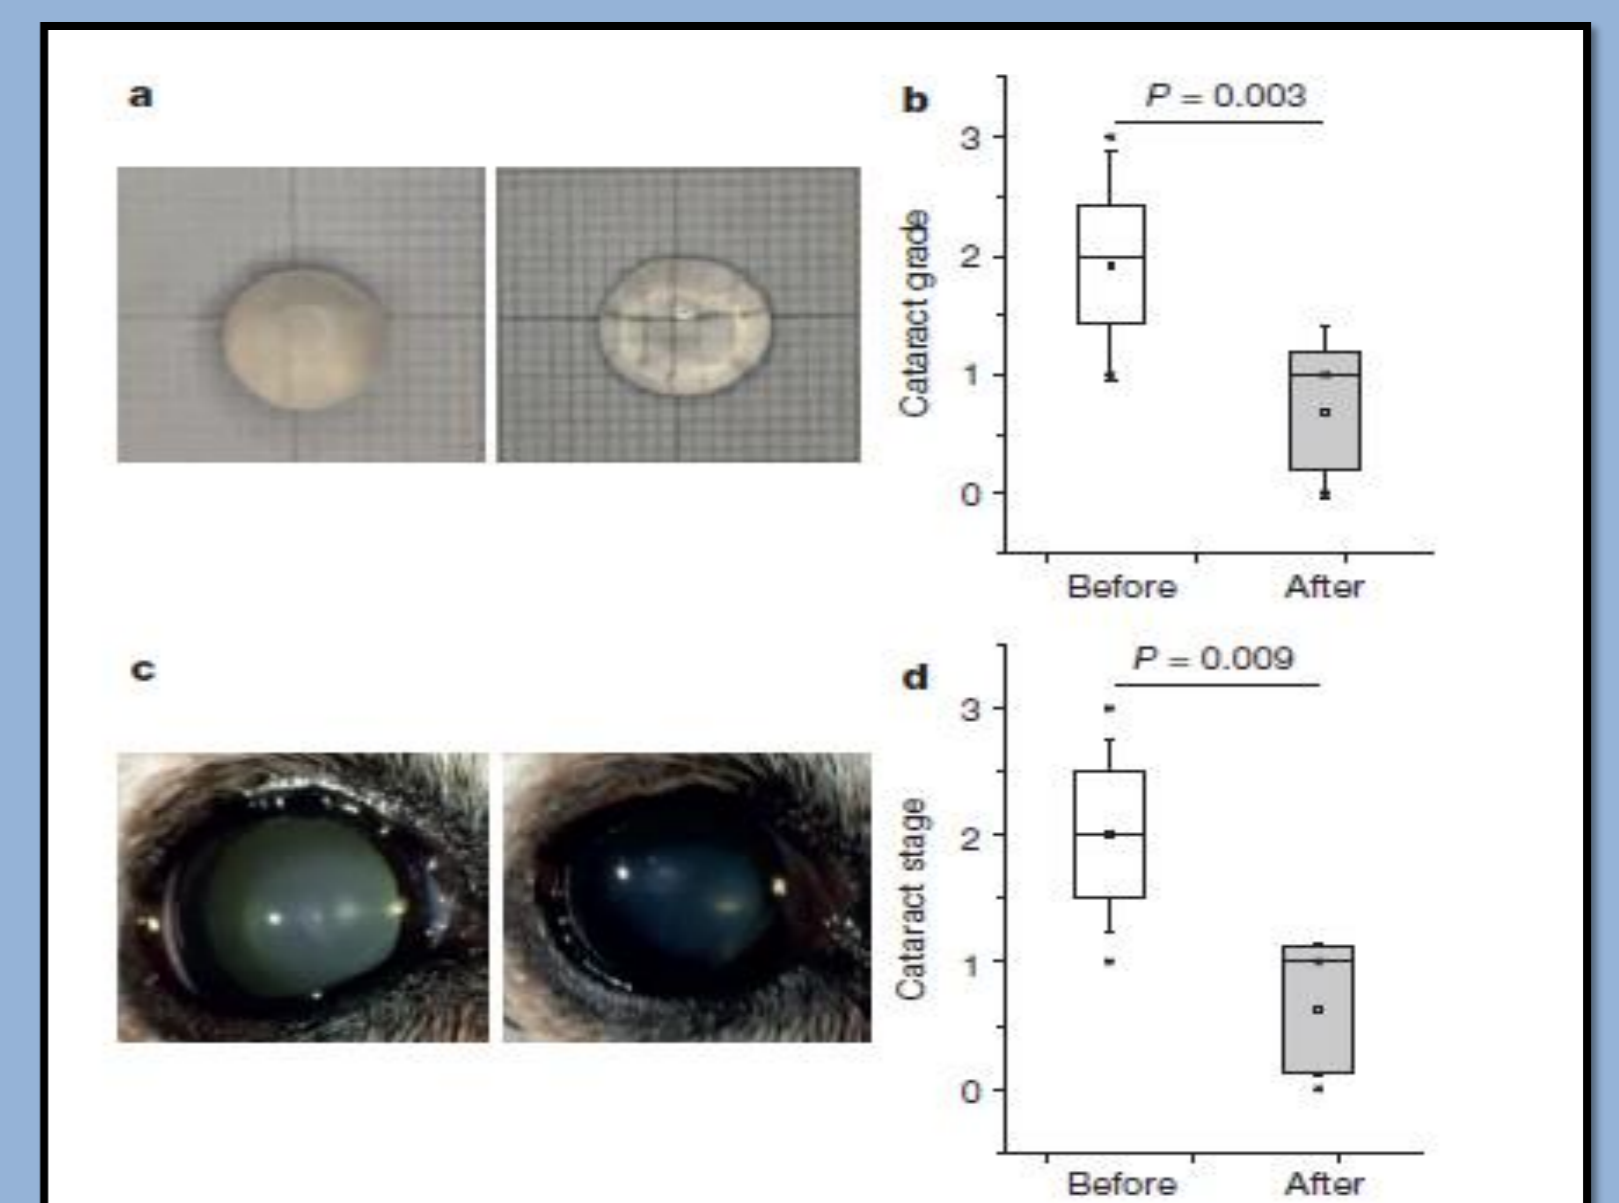 a
b
P = 0.003
3
2
1
0
Cataract grade
Before
After
c
d
P = 0.009
3
2
1
0
Cataract stage
Before
After